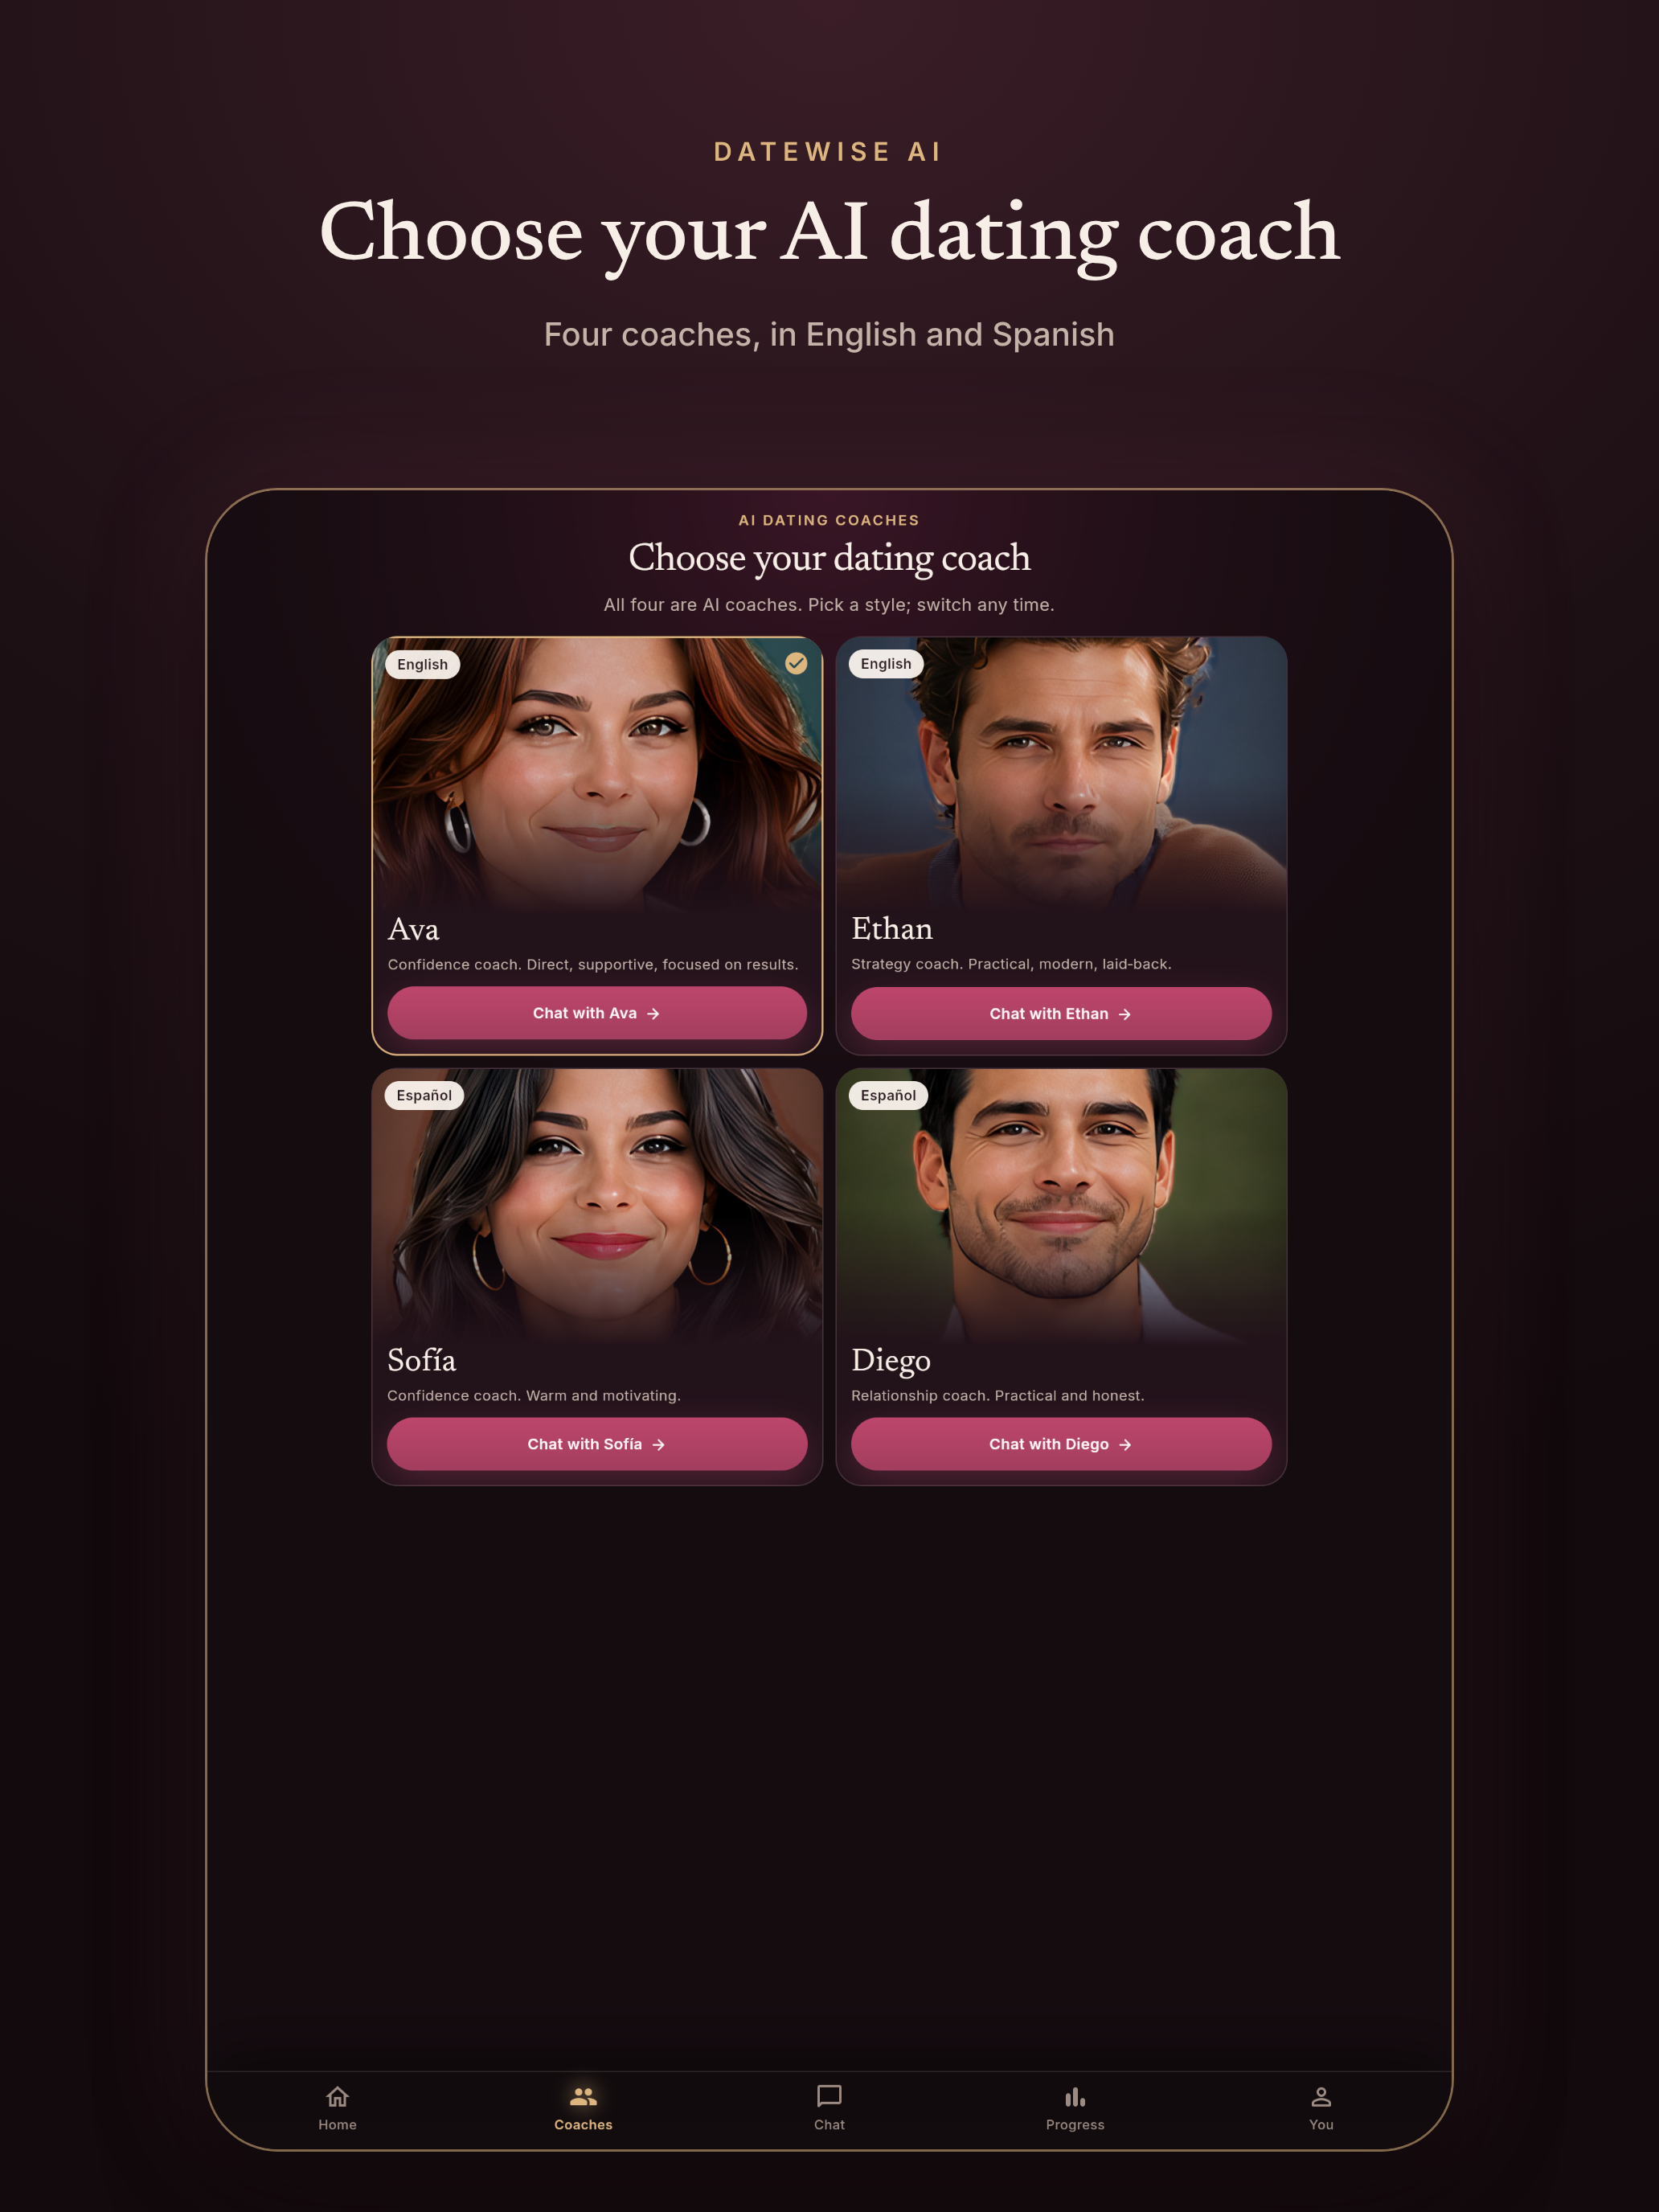 DATEWISE AI
Choose your AI dating coach
Four coaches, in English and Spanish
AI DATING COACHES
Choose your dating coach
All four are AI coaches. Pick a style; switch any time.
English
English
Ava
Ethan
Confidence coach. Direct, supportive, focused on results.
Strategy coach. Practical, modern, laid-back.
Chat with Ava →
Chat with Ethan →
Español
Español
Sofía
Diego
Confidence coach. Warm and motivating.
Relationship coach. Practical and honest.
Chat with Sofía →
Chat with Diego →
Home
Coaches
Chat
Progress
You